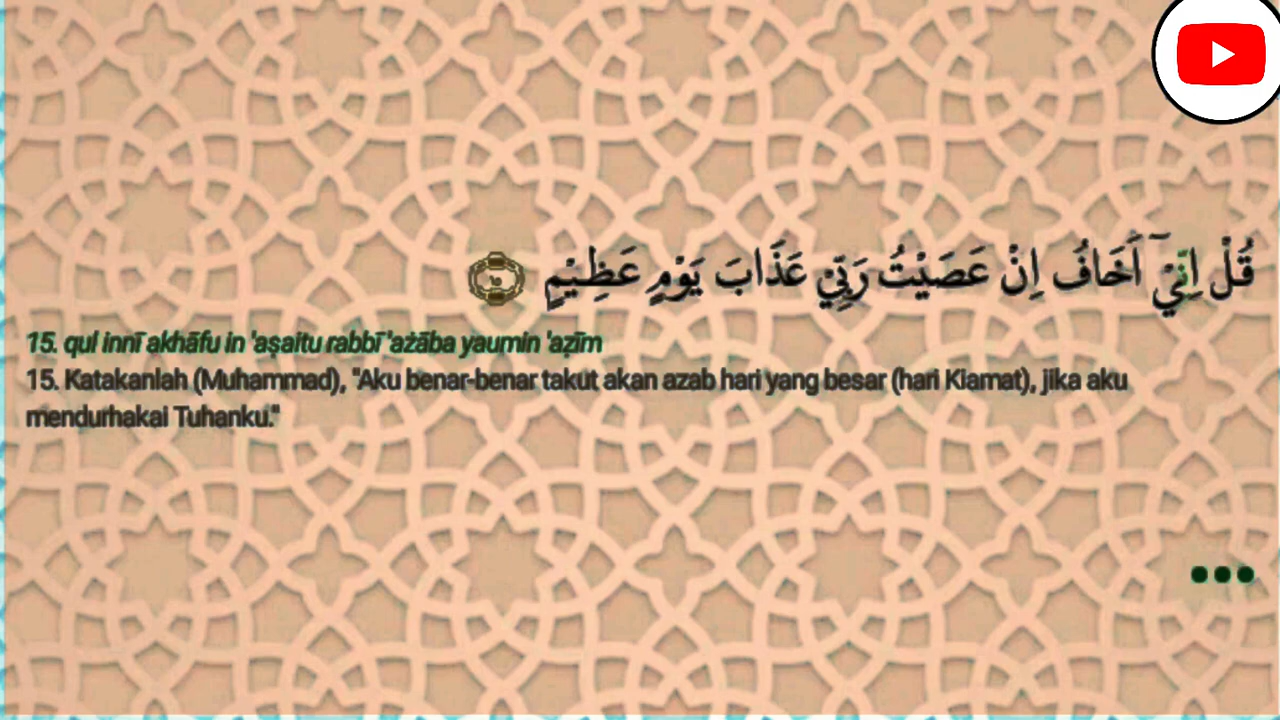 قُلْ اِنِّيْٓ اَخَافُ اِنْ عَصَيْتُ رَبِّيْ عَذَابَ يَوْمٍ عَظِيْمٍ ١٥
15. qul innī akhāfu in 'aṣaitu rabbī 'ażāba yaumin 'aẓīm
15. Katakanlah (Muhammad), "Aku benar-benar takut akan azab hari yang besar (hari Kiamat), jika aku
mendurhakai Tuhanku."